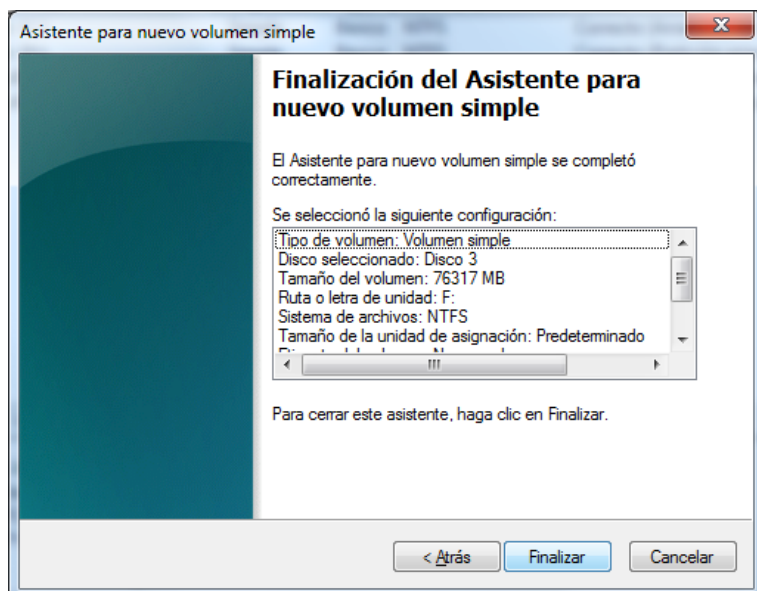 Asistente para nuevo volumen simple
Finalización del Asistente para
nuevo volumen simple
El Asistente para nuevo volumen simple se completó
correctamente.
Se seleccionó la siguiente configuración:
Tipo de volumen: Volumen simple
Disco seleccionado: Disco 3
Tamaño del volumen: 76317 MB
Ruta o letra de unidad: F:
Sistema de archivos: NTFS
Tamaño de la unidad de asignación: Predeterminado
Para cerrar este asistente, haga clic en Finalizar.
< Atrás
Finalizar
Cancelar